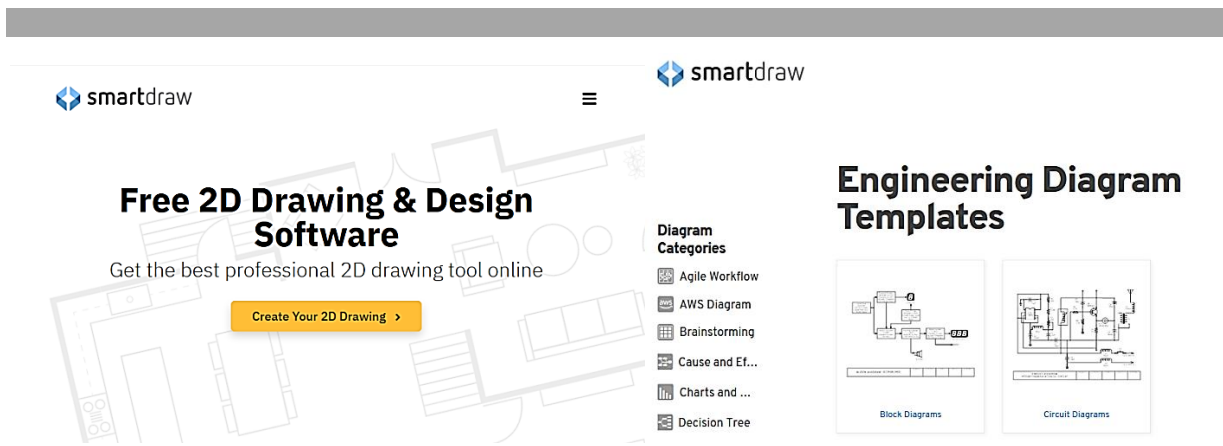 smartdraw
Free 2D Drawing & Design
Software
Get the best professional 2D drawing tool online
Create Your 2D Drawing >
smartdraw
Engineering Diagram
Templates
Diagram
Categories
Agile Workflow
aws AWS Diagram
Brainstorming
Cause and Ef...
Charts and ...
Decision Tree
Block Diagrams
Circuit Diagrams